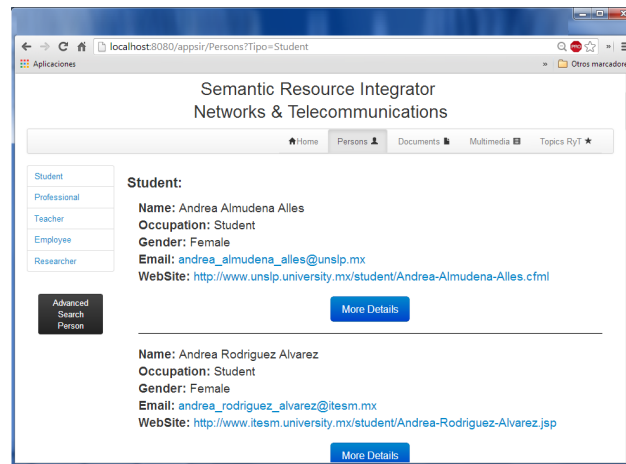 localhost:8080/appsir/Persons?Tipo=Student
PRO
»
Aplicaciones
» Otros marcadore
Semantic Resource Integrator
Networks & Telecommunications
Home Persons Documents Multimedia Topics RyT
Student
Professional
Teacher
Employee
Researcher
Advanced
Search
Person
Student:
Name: Andrea Almudena Alles
Occupation: Student
Gender: Female
Email: andrea_almudena_alles@unslp.mx
WebSite: http://www.unslp.university.mx/student/Andrea-Almudena-Alles.cfml
More Details
Name: Andrea Rodriguez Alvarez
Occupation: Student
Gender: Female
Email: andrea_rodriguez_alvarez@itesm.mx
WebSite: http://www.itesm.university.mx/student/Andrea-Rodriguez-Alvarez.jsp
More Details